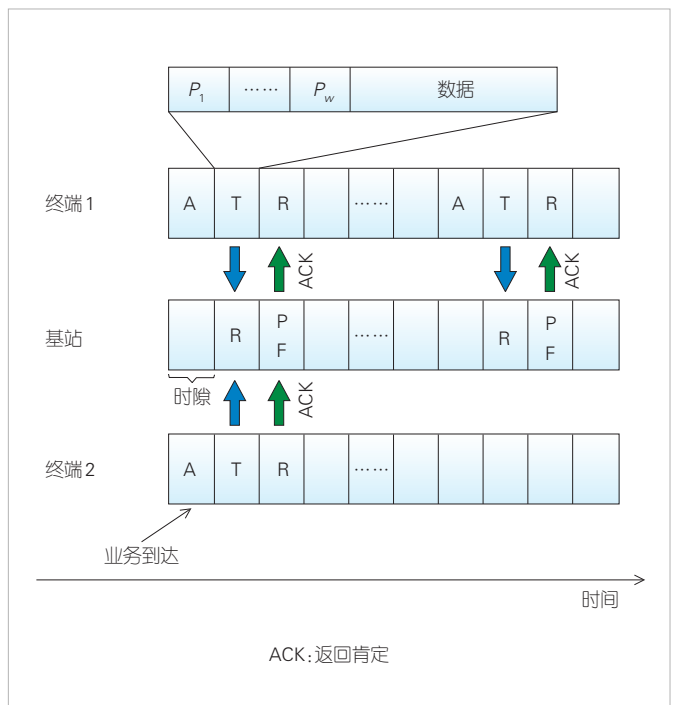 P1 …… Pw 数据
终端1 A T R …… A T R
ACK ACK
基站 R P F …… R P F
时隙 ACK
终端2 A T R ……
业务到达
时间
ACK：返回肯定